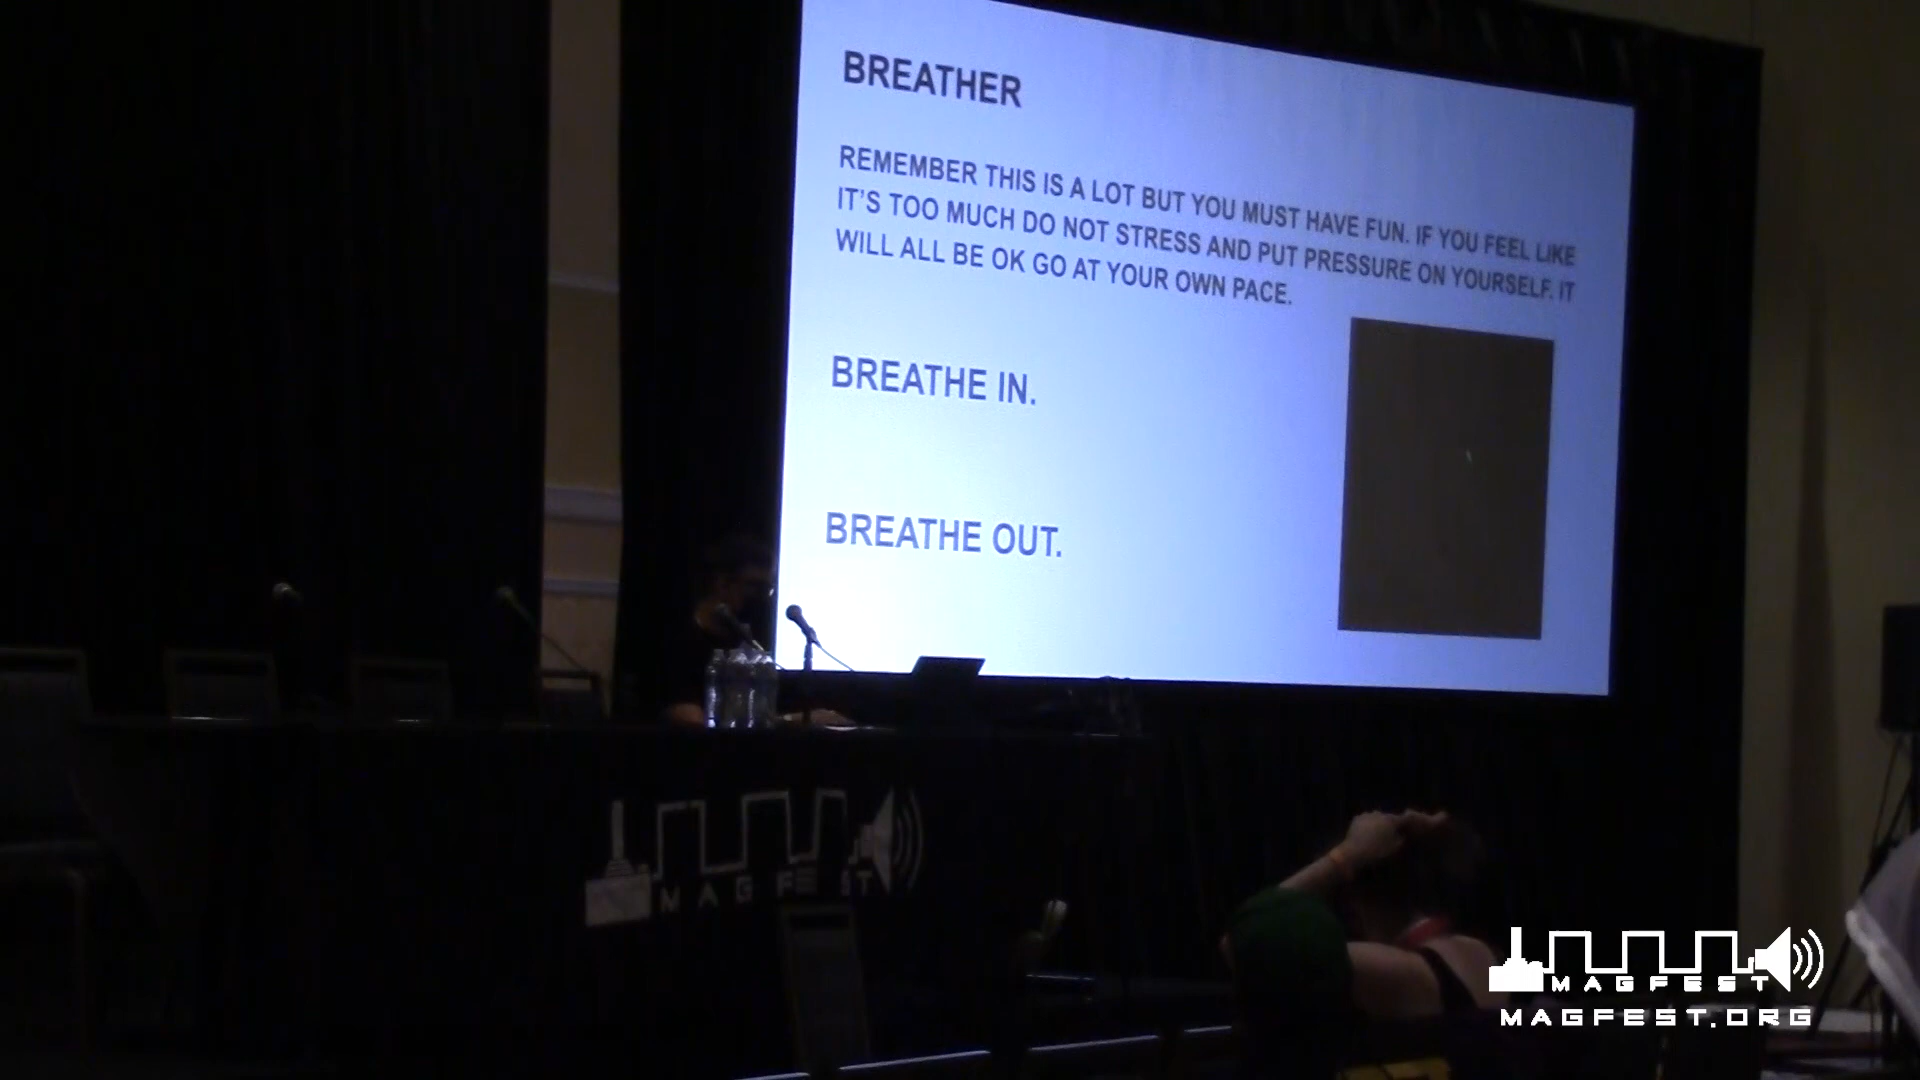 BREATHER
REMEMBER THIS IS A LOT BUT YOU MUST HAVE FUN. IF YOU FEEL LIKE
IT'S TOO MUCH DO NOT STRESS AND PUT PRESSURE ON YOURSELF. IT
WILL ALL BE OK GO AT YOUR OWN PACE.
BREATHE IN.
BREATHE OUT.
MAGFEST
MAGFEST
MAGFEST.ORG